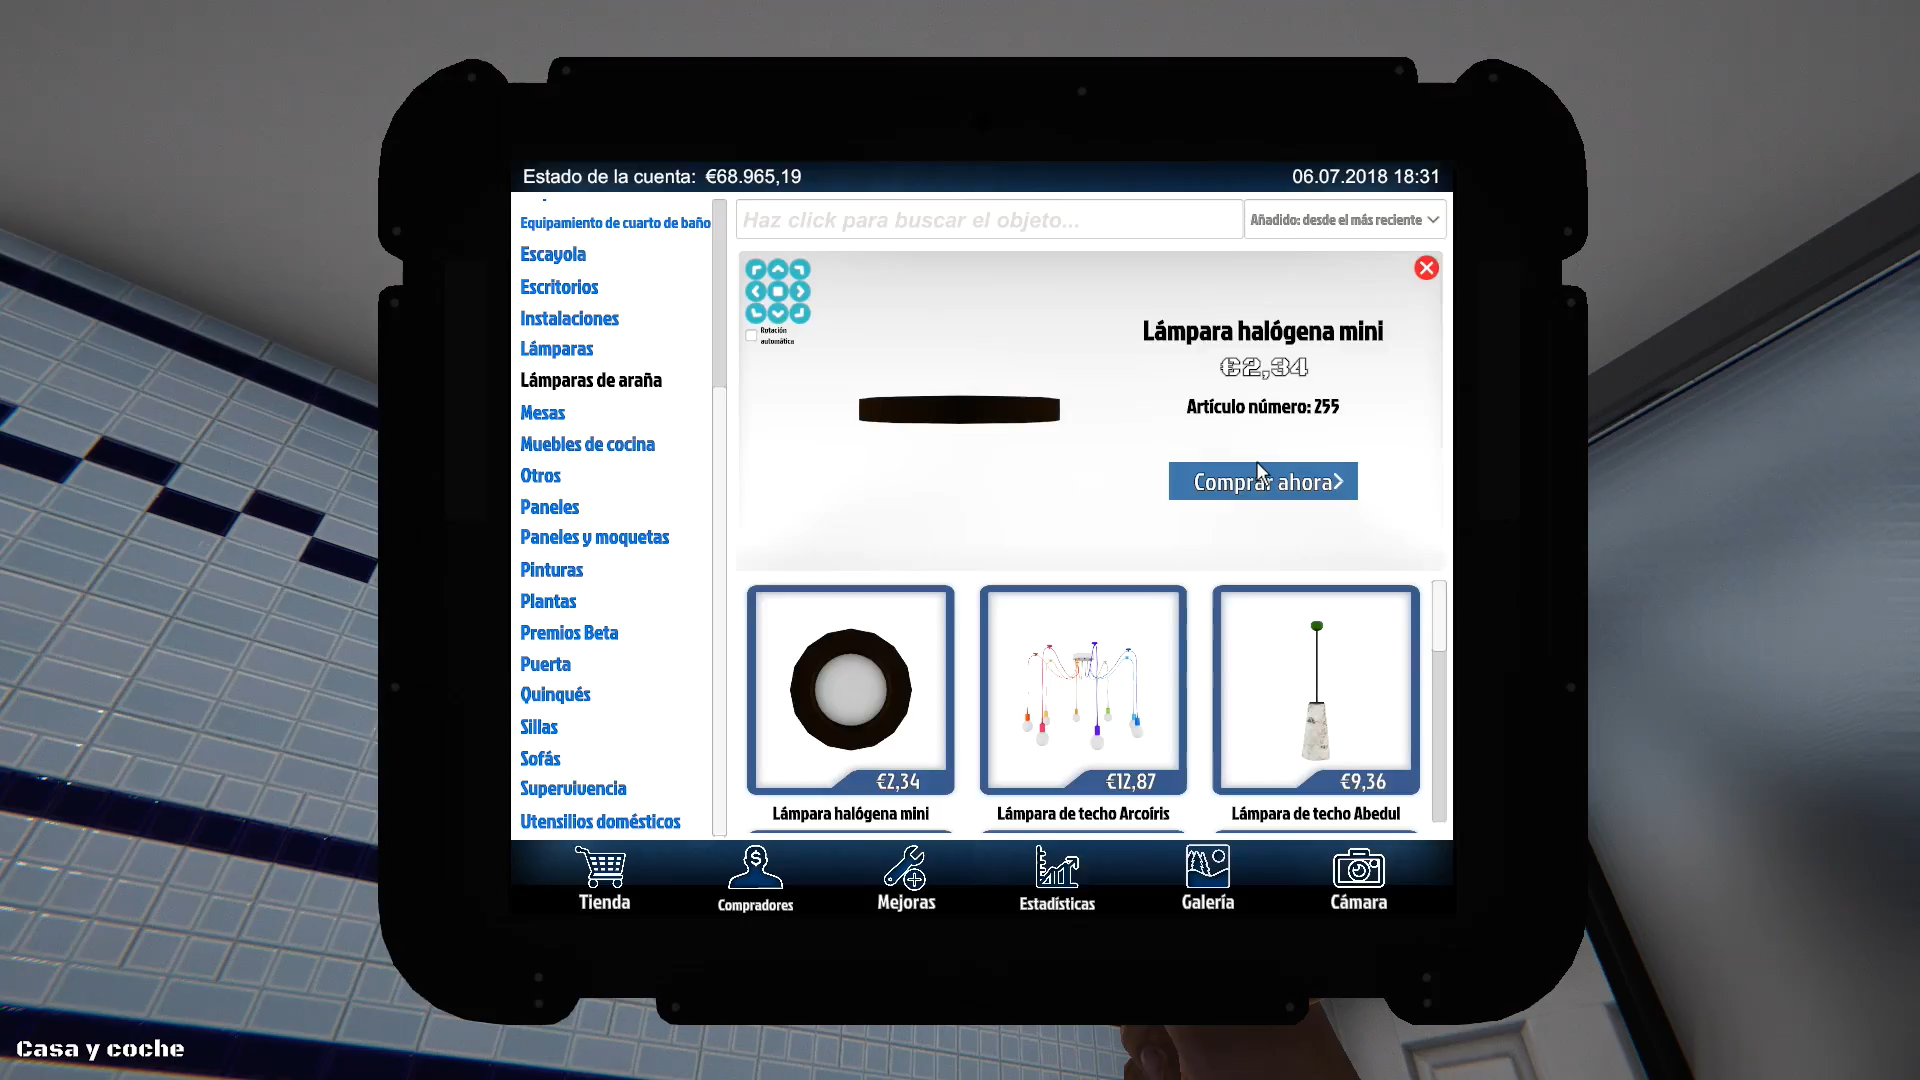 Estado de la cuenta: €68.965,19
06.07.2018 18:31
Equipamiento de cuarto de baño
Escayola
Escritorios
Instalaciones
Lámparas
Lámparas de araña
Mesas
Muebles de cocina
Otros
Paneles
Paneles y moquetas
Pinturas
Plantas
Premios Beta
Puerta
Quinqués
Sillas
Sofás
Supervivencia
Utensilios domésticos
Haz click para buscar el objeto...
Añadido: desde el más reciente
Rotación
automática
Lámpara halógena mini
€2,34
Artículo número: 255
Comprar ahora
€2,34
€12,87
€9,36
Lámpara halógena mini
Lámpara de techo Arcoíris
Lámpara de techo Abedul
Tienda
Compradores
Mejoras
Estadísticas
Galería
Cámara
Casa y coche